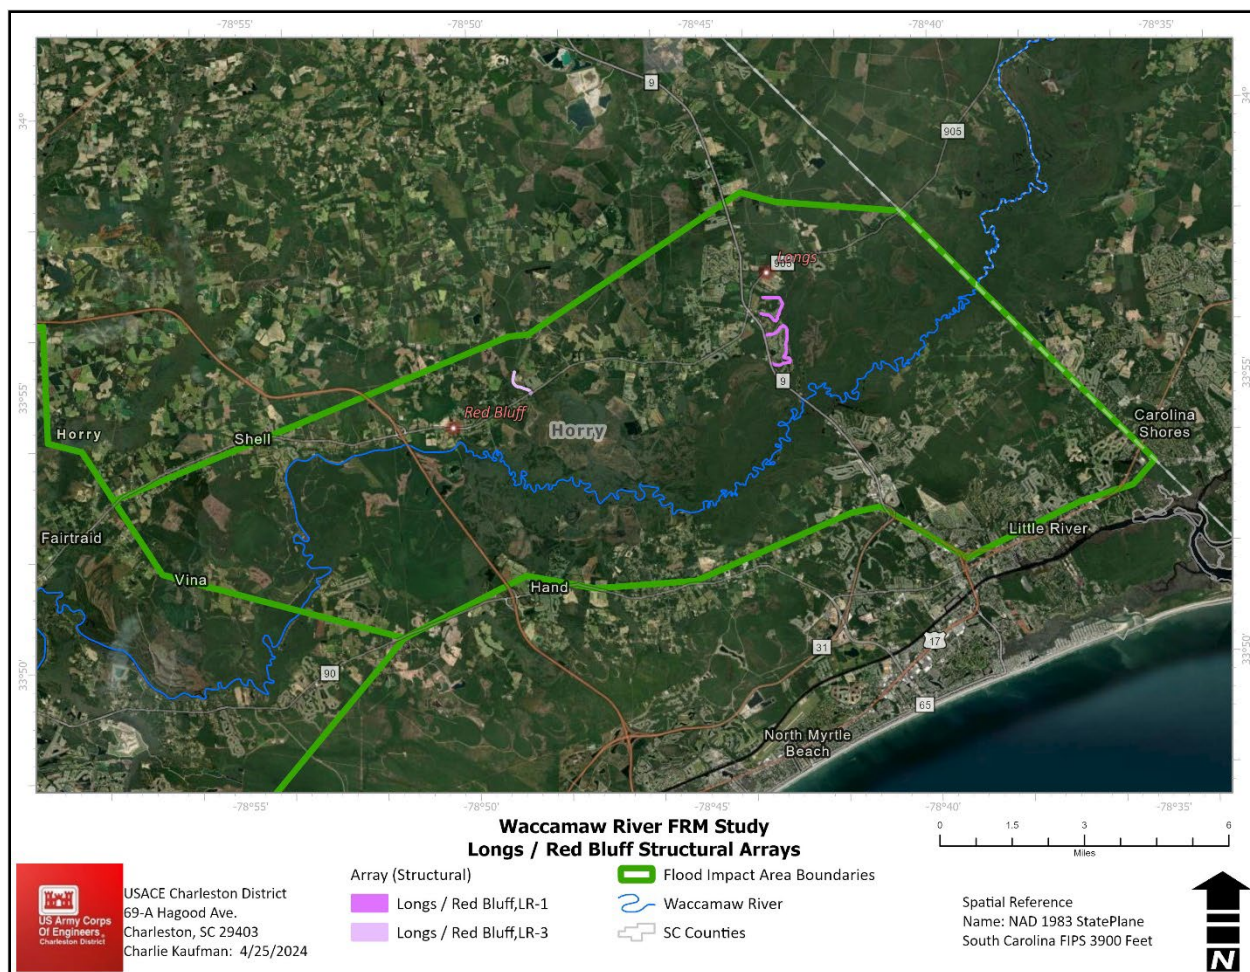 -78°55' -78°50' -78°45' -78°40' -78°35'
9
905
34° 34°
Longs
905
33°55' 33°55'
9
Red Bluff
Horry
Carolina
Shores
Horry
Shell
Fairtraid
Little River
Vina
Hand
33°50' 33°50'
90
31
17
65
North Myrtle
Beach
-78°55' -78°50' -78°45' -78°40' -78°35'
Waccamaw River FRM Study
Longs / Red Bluff Structural Arrays
0 1.5 3 6
Miles
US Army Corps
Of Engineers®
Charleston District
USACE Charleston District
69-A Hagood Ave.
Charleston, SC 29403
Charlie Kaufman: 4/25/2024
Array (Structural)
Longs / Red Bluff,LR-1
Longs / Red Bluff,LR-3
Flood Impact Area Boundaries
Waccamaw River
SC Counties
Spatial Reference
Name: NAD 1983 StatePlane
South Carolina FIPS 3900 Feet
N